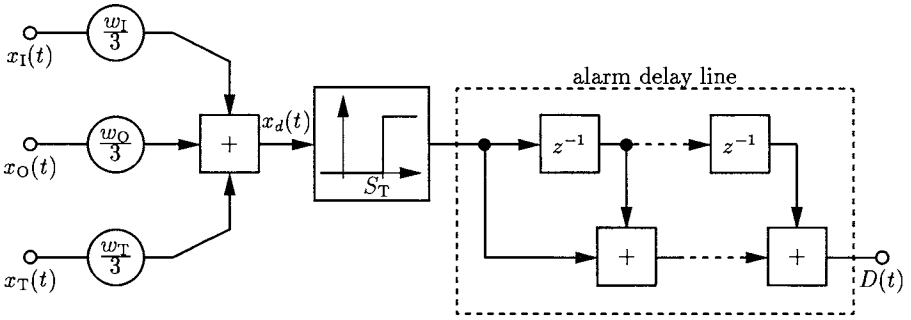 w_I/3
x_I(t)
alarm delay line
w_O/3
x_O(t)
+
x_d(t)
S_T
z^{-1}
z^{-1}
w_T/3
x_T(t)
+
+
D(t)